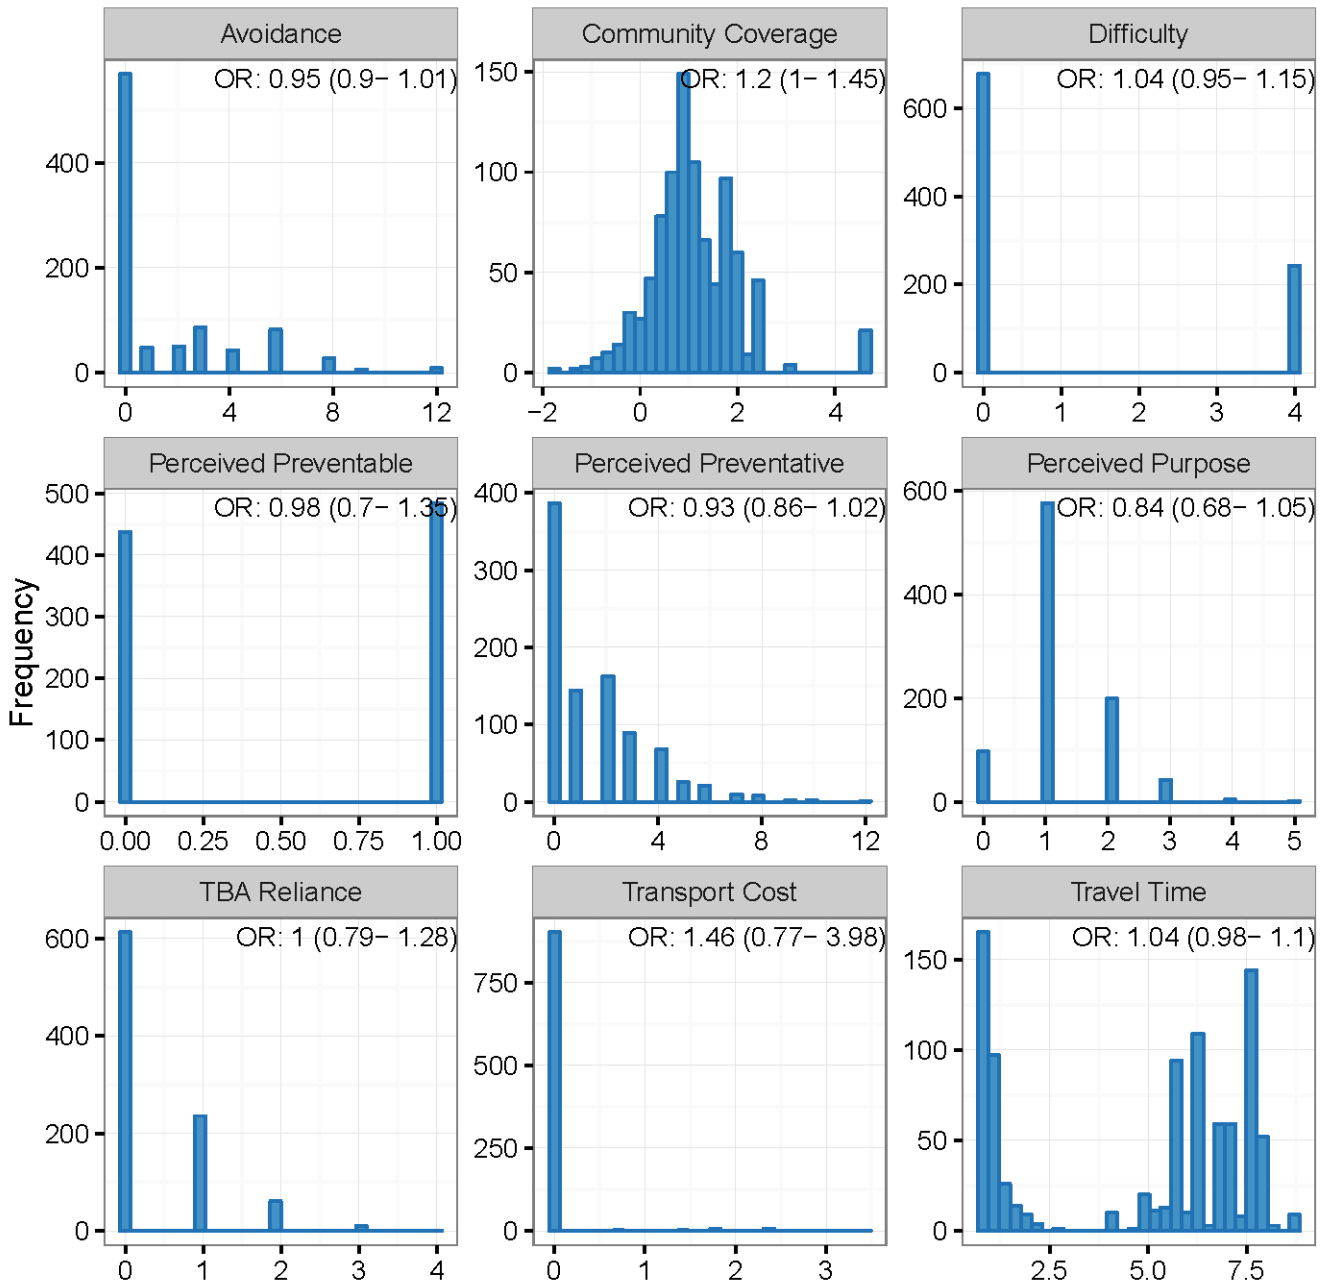 Avoidance
Community Coverage
Difficulty
OR: 0.95 (0.9− 1.01)
OR: 1.2 (1− 1.45)
OR: 1.04 (0.95− 1.15)
400
200
0
0 4 8 12
150
100
50
0
−2 0 2 4
600
400
200
0
0 1 2 3 4
Perceived Preventable
Perceived Preventative
Perceived Purpose
OR: 0.98 (0.7− 1.35)
OR: 0.93 (0.86− 1.02)
OR: 0.84 (0.68− 1.05)
Frequency
500
400
300
200
100
0
0.00 0.25 0.50 0.75 1.00
400
300
200
100
0
0 4 8 12
600
400
200
0
0 1 2 3 4 5
TBA Reliance
Transport Cost
Travel Time
OR: 1 (0.79− 1.28)
OR: 1.46 (0.77− 3.98)
OR: 1.04 (0.98− 1.1)
600
400
200
0
0 1 2 3 4
750
500
250
0
0 1 2 3
150
100
50
0
2.5 5.0 7.5